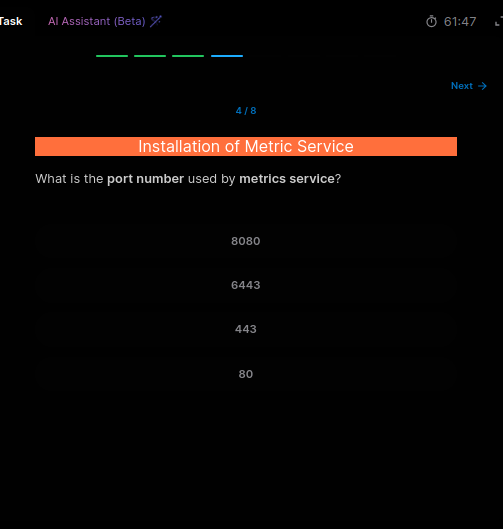 Task AI Assistant (Beta) 61:47
Next →
4 / 8
Installation of Metric Service
What is the port number used by metrics service?
8080
6443
443
80